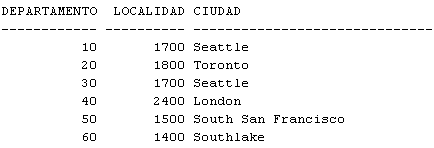 DEPARTAMENTO LOCALIDAD CIUDAD
------------ ---------- ------------------------------
10 1700 Seattle
20 1800 Toronto
30 1700 Seattle
40 2400 London
50 1500 South San Francisco
60 1400 Southlake